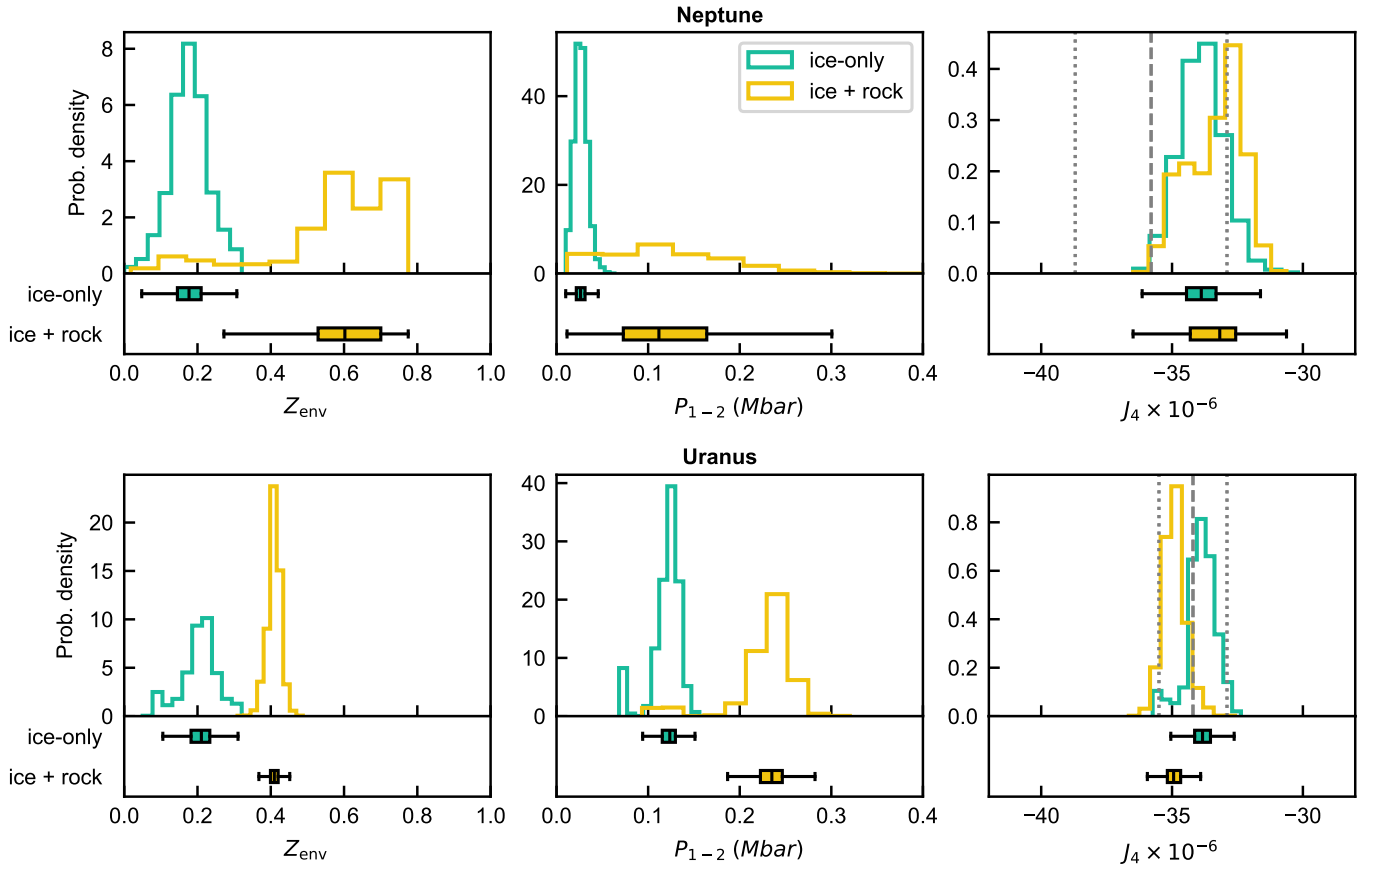 Neptune
Prob. density
8
6
4
2
0
40
20
0
ice-only
ice + rock
0.4
0.3
0.2
0.1
0.0
ice-only
ice + rock
0.0 0.2 0.4 0.6 0.8 1.0
0.0 0.1 0.2 0.3 0.4
−40 −35 −30
Z_env
P_{1−2} (Mbar)
J_4 × 10^{−6}
Uranus
Prob. density
20
15
10
5
0
40
30
20
10
0
0.8
0.6
0.4
0.2
0.0
ice-only
ice + rock
0.0 0.2 0.4 0.6 0.8 1.0
0.0 0.1 0.2 0.3 0.4
−40 −35 −30
Z_env
P_{1−2} (Mbar)
J_4 × 10^{−6}